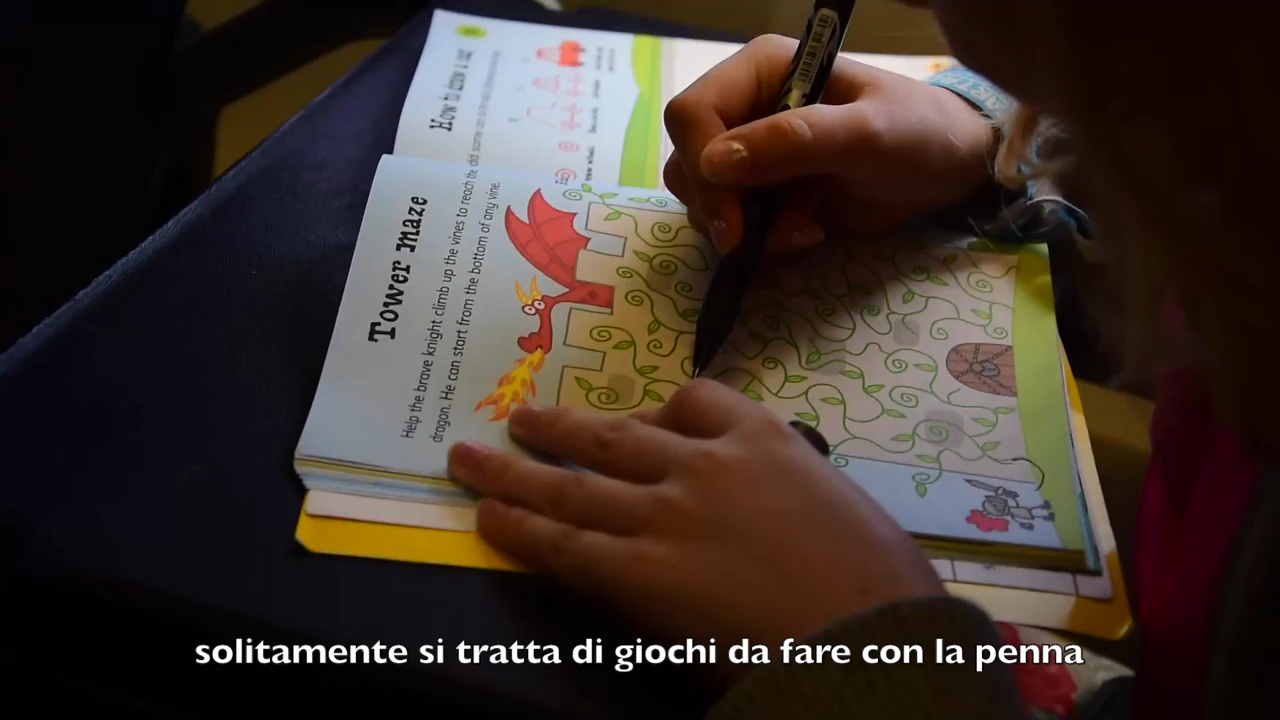 How to draw a car
Tower maze
Help the brave knight climb up the vines to reach the
dragon. He can start from the bottom of any vine.
solitamente si tratta di giochi da fare con la penna